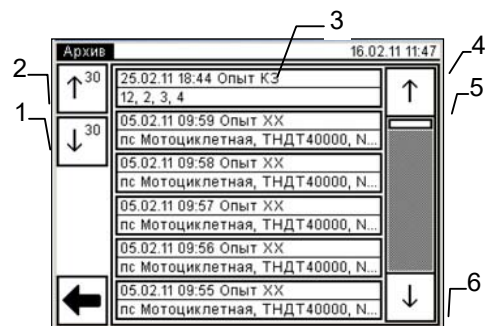 3
Архив 16.02.11 11:47
4
2
30
25.02.11 18:44 Опыт КЗ
12, 2, 3, 4
5
1
30
05.02.11 09:59 Опыт ХХ
пс Мотоциклетная, ТНДТ40000, N...
05.02.11 09:58 Опыт ХХ
пс Мотоциклетная, ТНДТ40000, N...
05.02.11 09:57 Опыт ХХ
пс Мотоциклетная, ТНДТ40000, N...
05.02.11 09:56 Опыт ХХ
пс Мотоциклетная, ТНДТ40000, N...
6
05.02.11 09:55 Опыт ХХ
пс Мотоциклетная, ТНДТ40000, N...